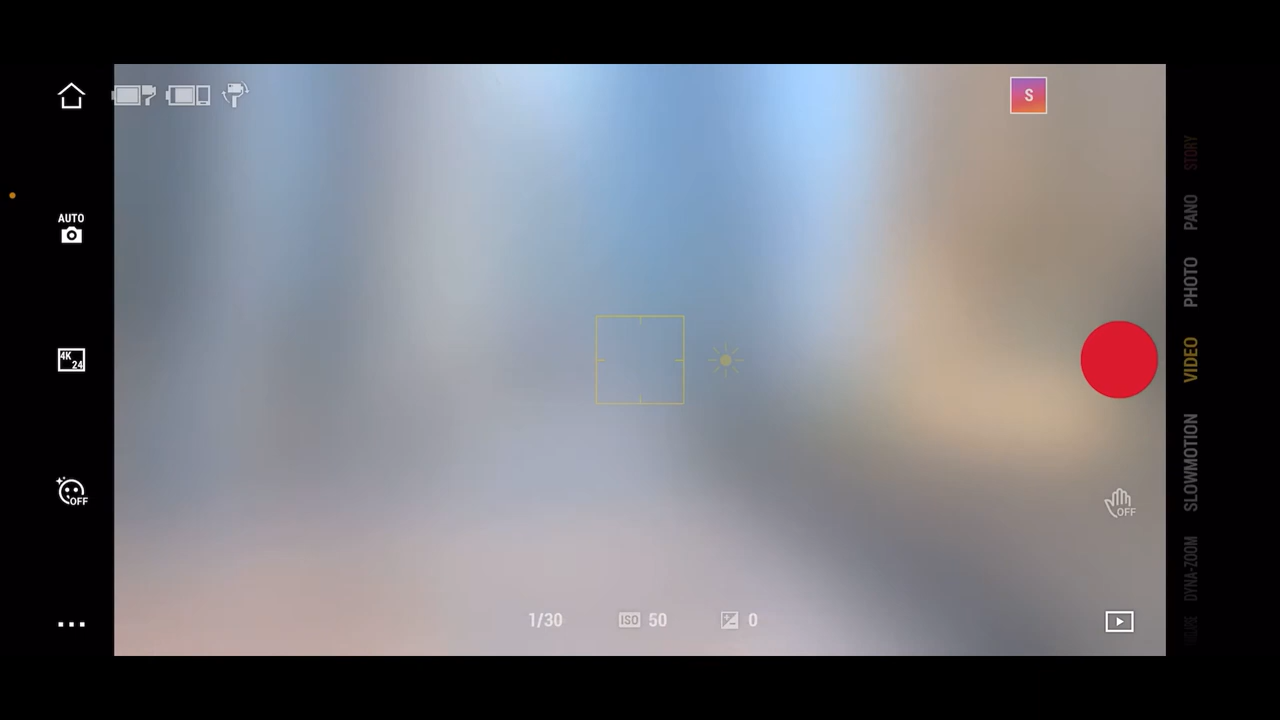 S
STORY
PANO
AUTO
PHOTO
4K
24
VIDEO
SLOWMOTION
OFF
OFF
DYNA-ZOOM
1/30
ISO 50
0